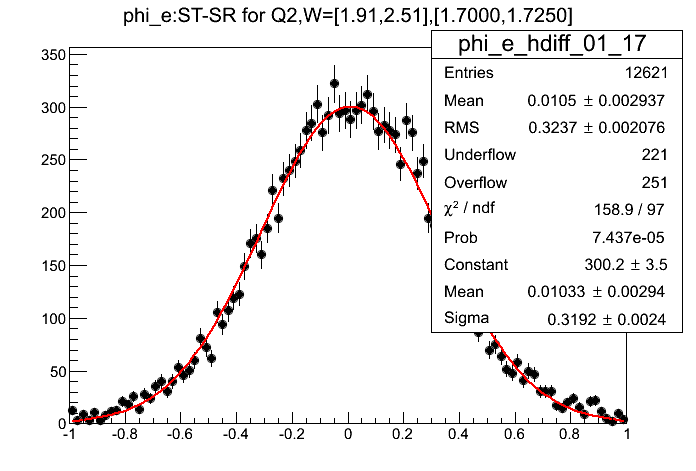 phi_e:ST-SR for Q2,W=[1.91,2.51],[1.7000,1.7250]
phi_e_hdiff_01_17
Entries 12621
Mean 0.0105 ± 0.002937
RMS 0.3237 ± 0.002076
Underflow 221
Overflow 251
χ² / ndf 158.9 / 97
Prob 7.437e-05
Constant 300.2 ± 3.5
Mean 0.01033 ± 0.00294
Sigma 0.3192 ± 0.0024
350
300
250
200
150
100
50
0
-1 -0.8 -0.6 -0.4 -0.2 0 0.2 0.4 0.6 0.8 1